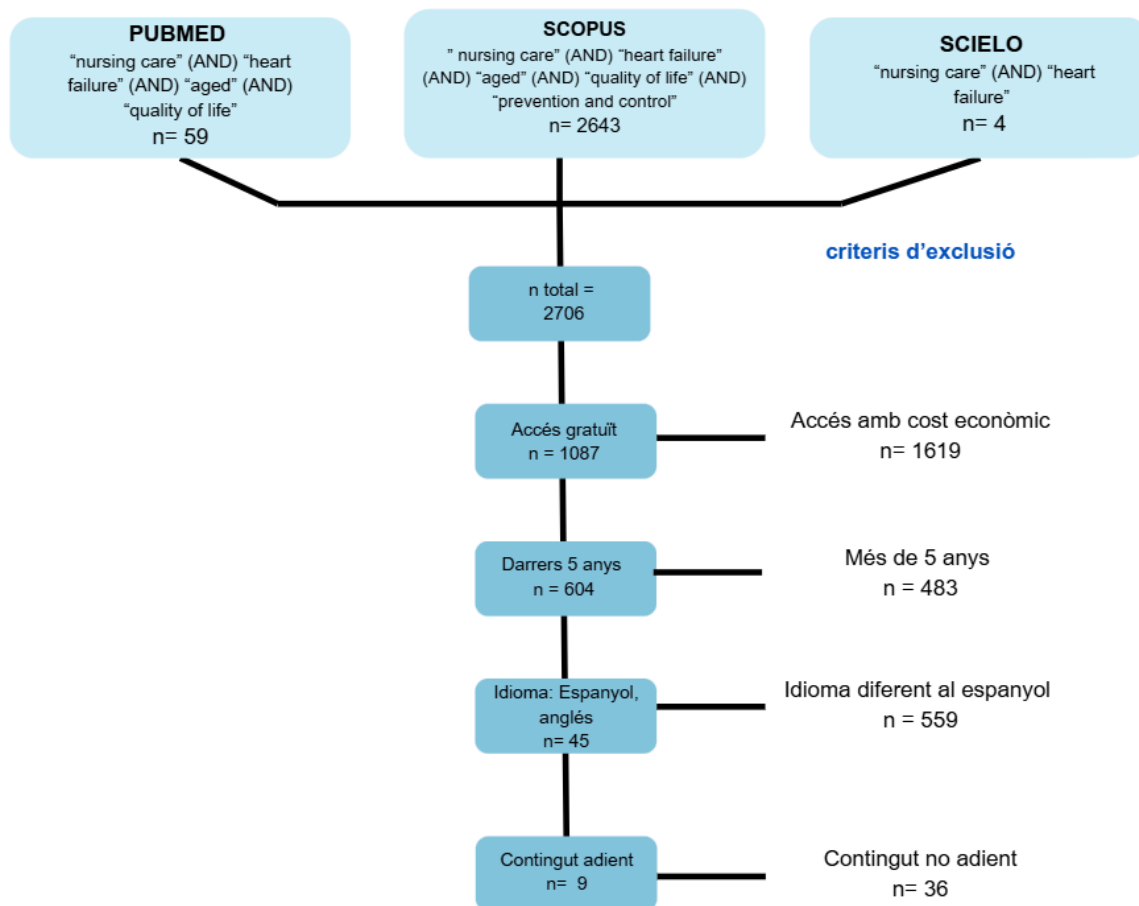 PUBMED
“nursing care” (AND) “heart
failure” (AND) “aged” (AND)
“quality of life”
n= 59
SCOPUS
” nursing care” (AND) “heart failure”
(AND) “aged” (AND) “quality of life” (AND)
“prevention and control”
n= 2643
SCIELO
“nursing care” (AND) “heart
failure”
n= 4
criteris d’exclusió
n total =
2706
Accés gratuït
n = 1087
Accés amb cost econòmic
n= 1619
Darrers 5 anys
n = 604
Més de 5 anys
n = 483
Idioma: Espanyol,
anglés
n= 45
Idioma diferent al espanyol
n = 559
Contingut adient
n=  9
Contingut no adient
n= 36